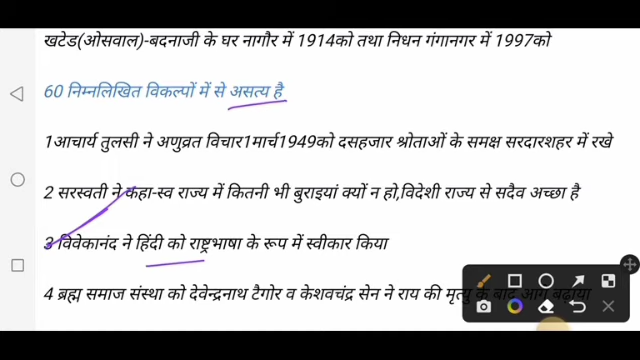 खटेड(ओसवाल)-बदनाजी के घर नागौर में 1914को तथा निधन गंगानगर में 1997को
60 निम्नलिखित विकल्पों में से असत्य है
1आचार्य तुलसी ने अणुव्रत विचार1मार्च1949को दसहजार श्रोताओं के समक्ष सरदारशहर में रखे
2 सरस्वती ने कहा-स्व राज्य में कितनी भी बुराइयां क्यों न हो,विदेशी राज्य से सदैव अच्छा है
3 विवेकानंद ने हिंदी को राष्ट्रभाषा के रूप में स्वीकार किया
4 ब्रह्म समाज संस्था को देवेन्द्रनाथ टैगोर व केशवचंद्र सेन ने राय की मृत्यु के बाद आगे बढ़ाया